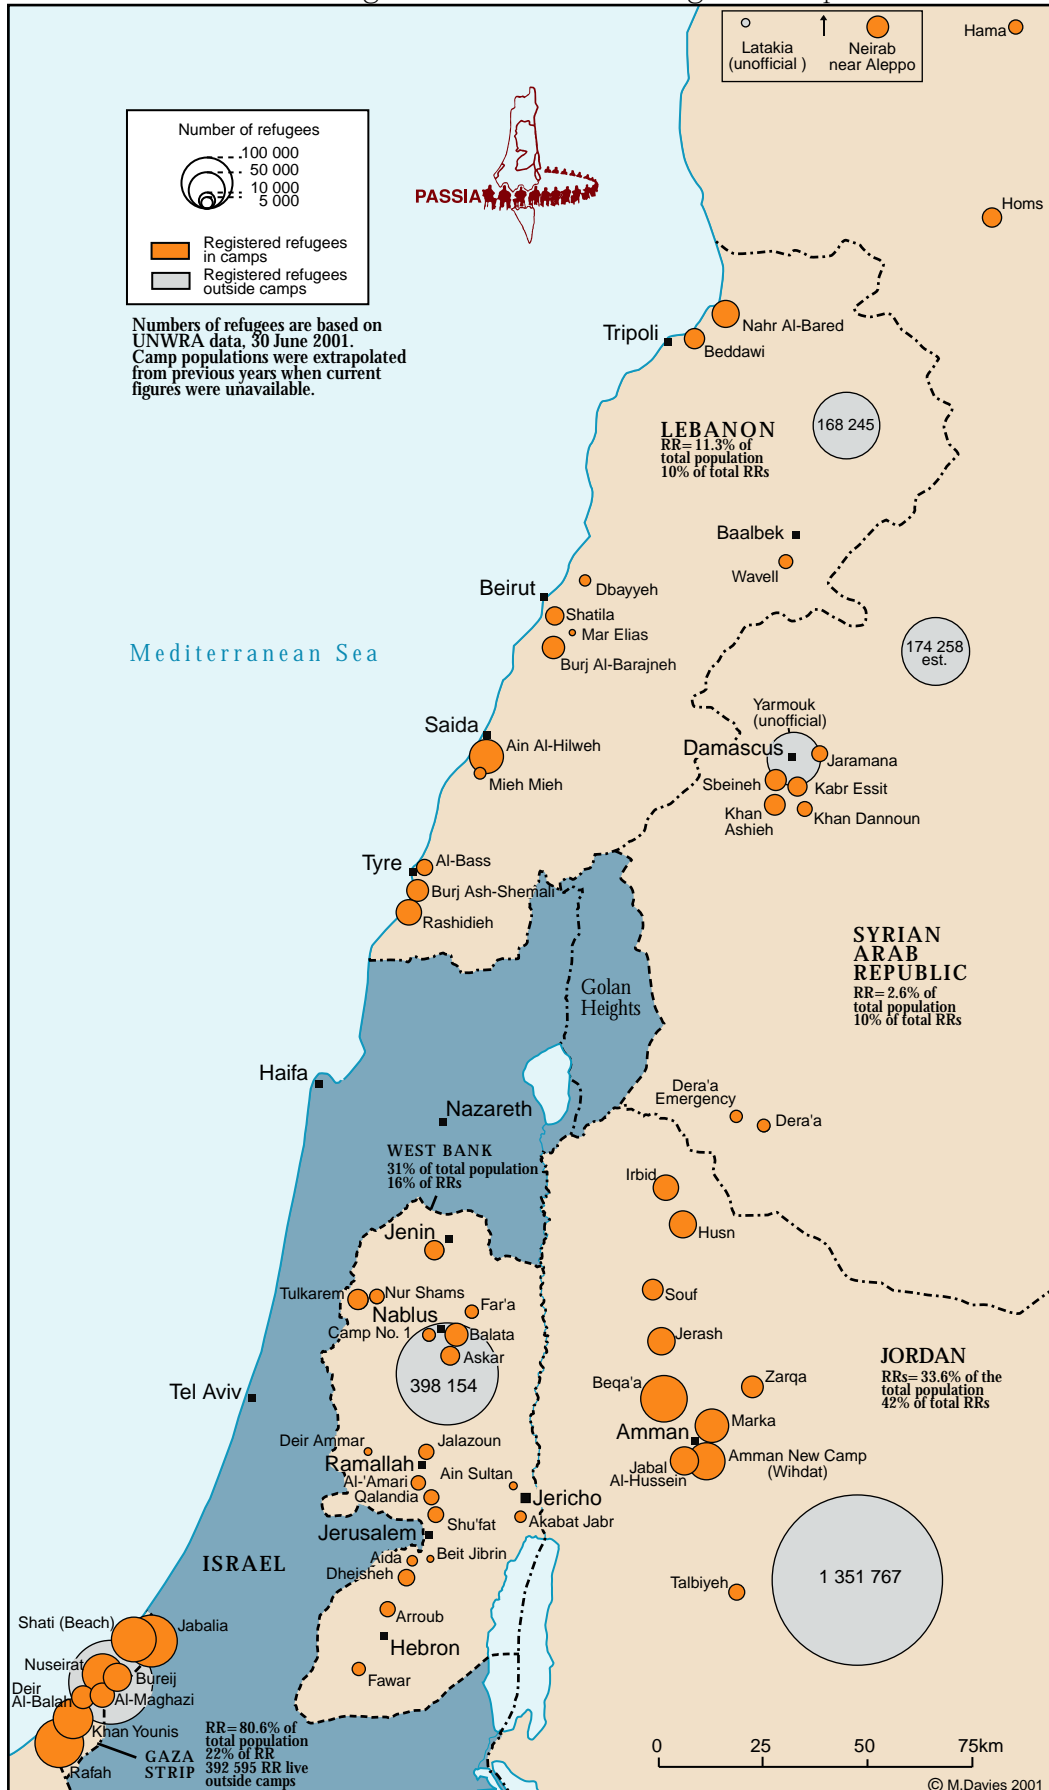 Latakia
(unofficial )
Neirab
near Aleppo
Hama
Number of refugees
100 000
50 000
10 000
5 000
Registered refugees
in camps
Registered refugees
outside camps
PASSIA
Numbers of refugees are based on
UNWRA data, 30 June 2001.
Camp populations were extrapolated
from previous years when current
figures were unavailable.
Homs
Tripoli
Nahr Al-Bared
Beddawi
LEBANON
RR= 11.3% of
total population
10% of total RRs
168 245
Baalbek
Wavell
Beirut
Dbayyeh
Shatila
Mar Elias
Burj Al-Barajneh
Mediterranean Sea
174 258
est.
Yarmouk
(unofficial)
Saida
Ain Al-Hilweh
Mieh Mieh
Damascus
Jaramana
Sbeineh
Kabr Essit
Khan
Ashieh
Khan Dannoun
Tyre
Al-Bass
Burj Ash-Shemali
Rashidieh
SYRIAN
ARAB
REPUBLIC
RR= 2.6% of
total population
10% of total RRs
Golan
Heights
Haifa
Nazareth
Dera'a
Emergency
Dera'a
WEST BANK
31% of total population
16% of RRs
Irbid
Husn
Jenin
Tulkarem
Nur Shams
Far'a
Nablus
Camp No. 1
Balata
Askar
398 154
Souf
Jerash
JORDAN
RRs= 33.6% of the
total population
42% of total RRs
Tel Aviv
Beqa'a
Zarqa
Marka
Amman
Amman New Camp
(Wihdat)
Jabal
Al-Hussein
Deir Ammar
Jalazoun
Ramallah
Al-'Amari
Ain Sultan
Qalandia
Jericho
Shu'fat
Akabat Jabr
Jerusalem
ISRAEL
Aida
Beit Jibrin
Dheisheh
1 351 767
Talbiyeh
Arroub
Hebron
Fawar
Shati (Beach)
Jabalia
Nuseirat
Bureij
Deir
Al-Balah
Al-Maghazi
Khan Younis
Rafah
GAZA
STRIP
RR= 80.6% of
total population
22% of RR
392 595 RR live
outside camps
0
25
50
75km
© M.Davies 2001